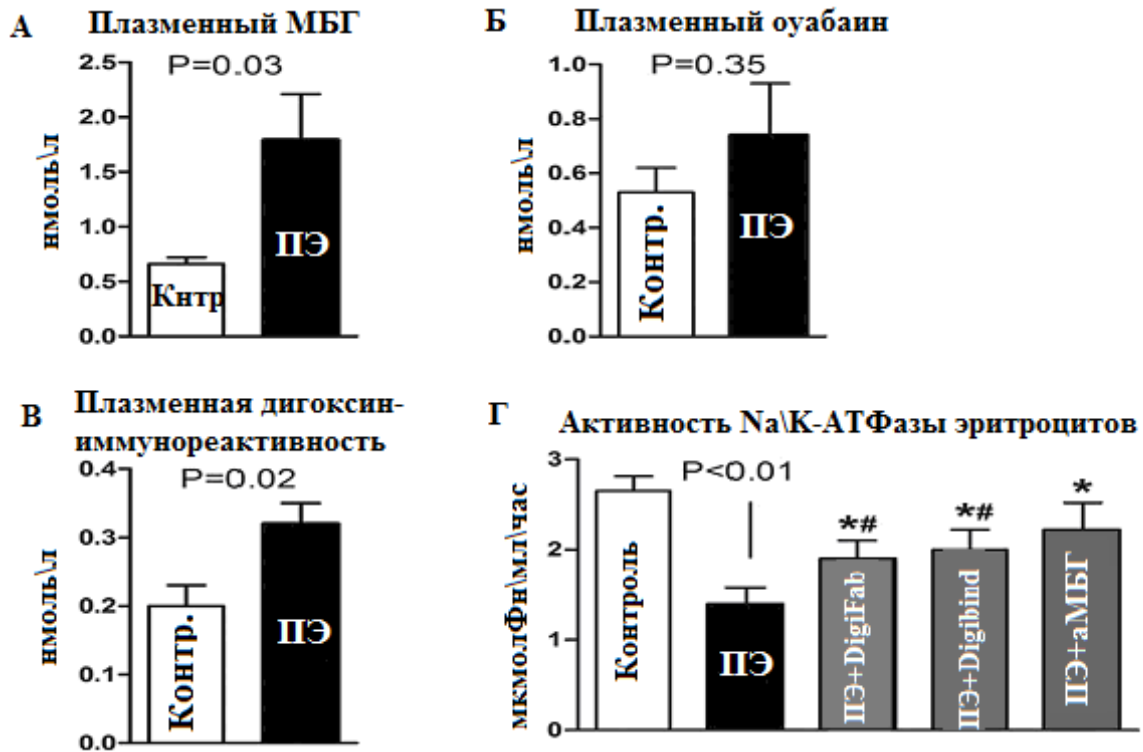 А Плазменный МБГ
P=0.03
2.5
2.0
1.5
1.0
0.5
0.0
нмоль\л
Кнтр
ПЭ
Б Плазменный оуабаин
P=0.35
1.0
0.8
0.6
0.4
0.2
0.0
нмоль\л
Контр.
ПЭ
В Плазменная дигоксин-
иммунореактивность
P=0.02
0.4
0.3
0.2
0.1
0.0
нмоль\л
Контр.
ПЭ
Г Активность Na\K-АТФазы эритроцитов
P<0.01
3
2
1
0
мкмолФн\мл\час
Контроль
ПЭ
*#
ПЭ+DigiFab
*#
ПЭ+Digibind
*
ПЭ+аМБГ